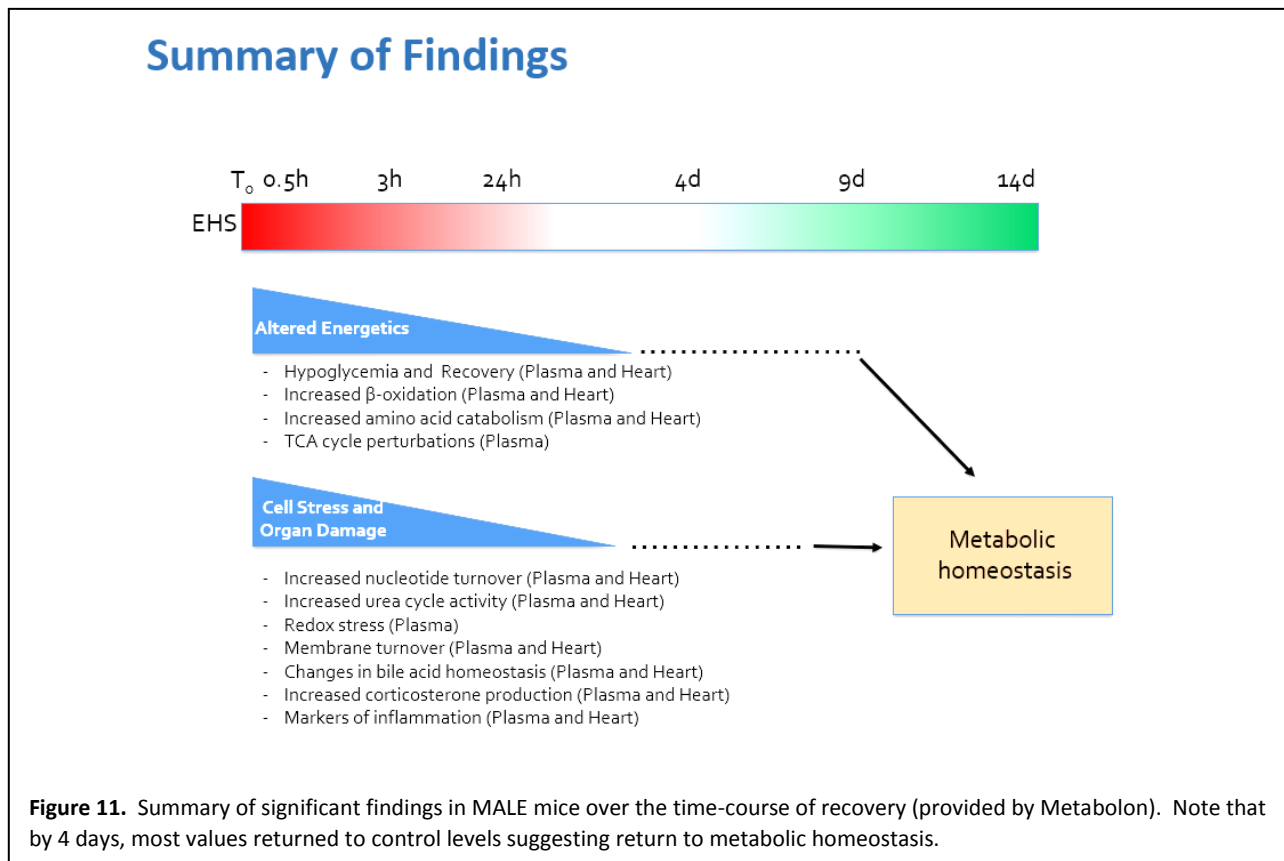 Summary of Findings
T₀ 0.5h 3h 24h 4d 9d 14d
EHS
Altered Energetics
- Hypoglycemia and Recovery (Plasma and Heart)
- Increased β-oxidation (Plasma and Heart)
- Increased amino acid catabolism (Plasma and Heart)
- TCA cycle perturbations (Plasma)
Cell Stress and
Organ Damage
- Increased nucleotide turnover (Plasma and Heart)
- Increased urea cycle activity (Plasma and Heart)
- Redox stress (Plasma)
- Membrane turnover (Plasma and Heart)
- Changes in bile acid homeostasis (Plasma and Heart)
- Increased corticosterone production (Plasma and Heart)
- Markers of inflammation (Plasma and Heart)
Metabolic
homeostasis
Figure 11. Summary of significant findings in MALE mice over the time-course of recovery (provided by Metabolon). Note that
by 4 days, most values returned to control levels suggesting return to metabolic homeostasis.